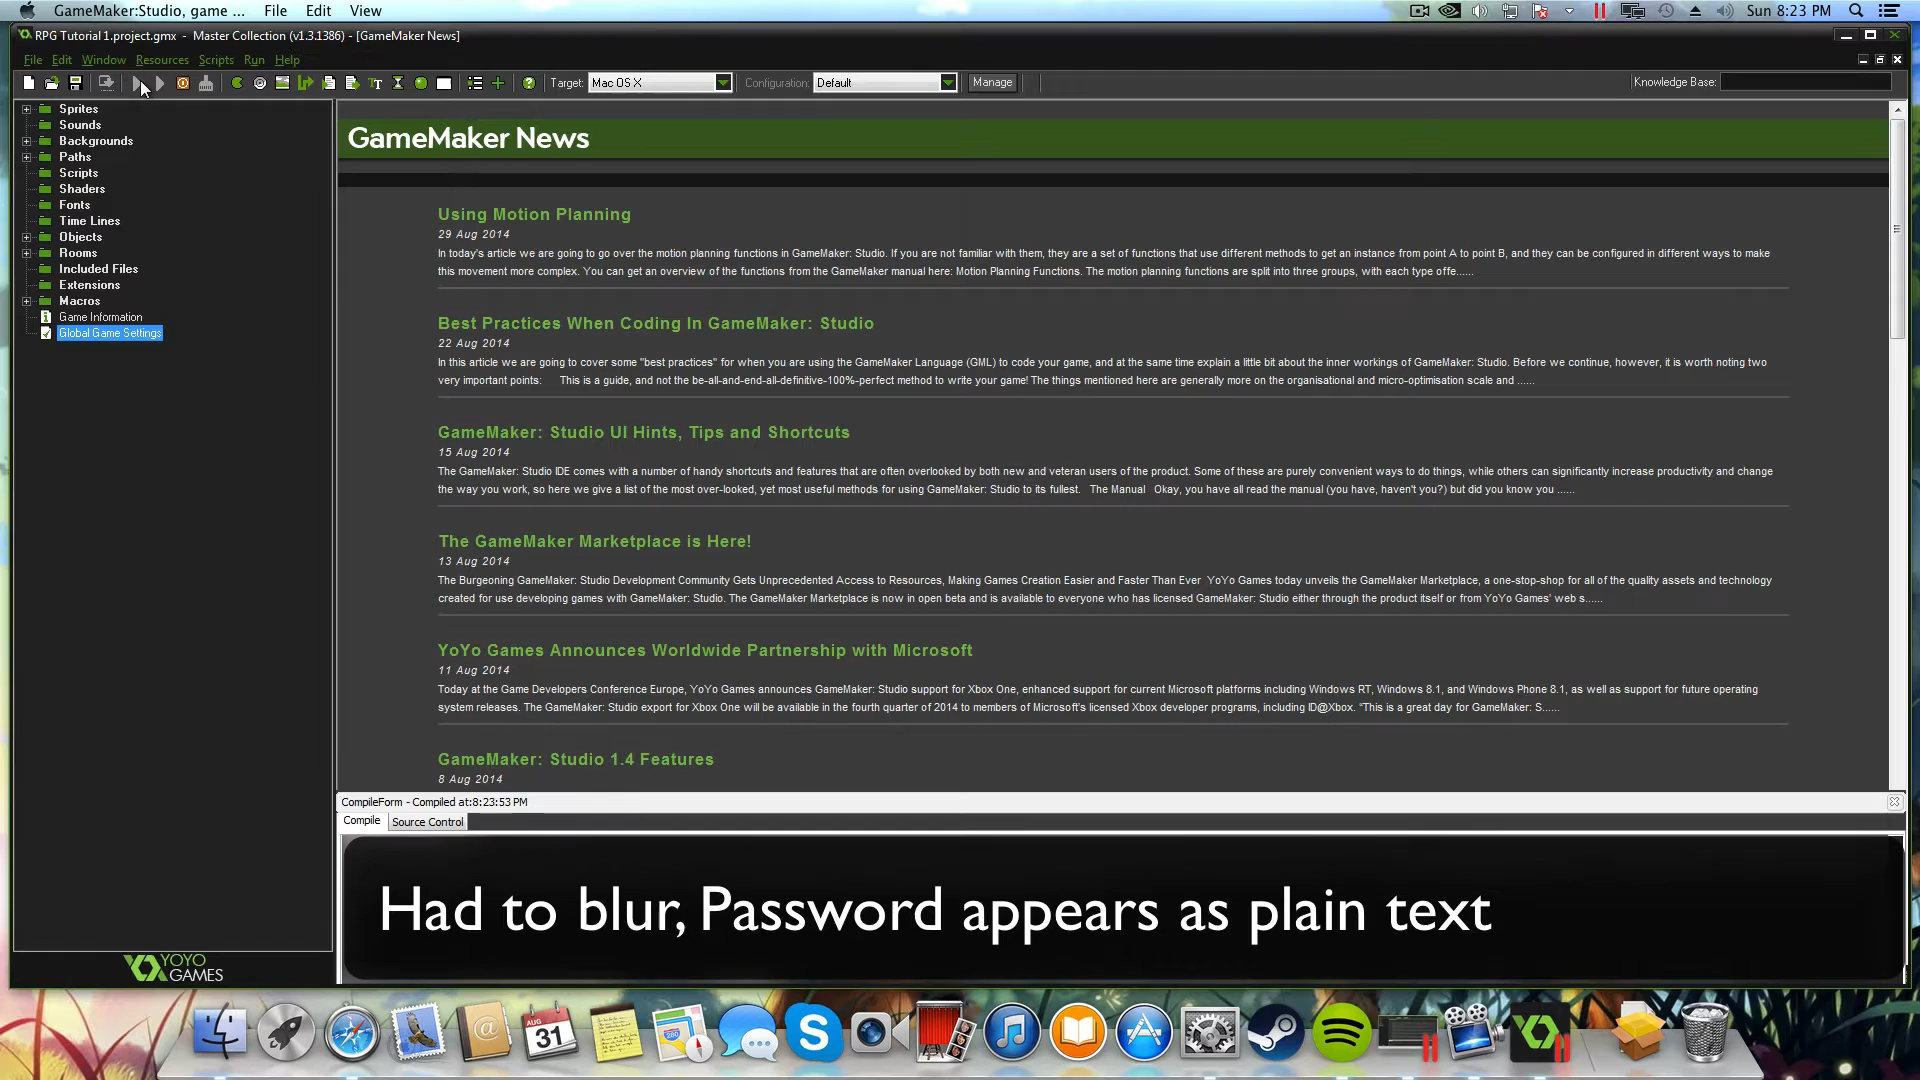 GameMaker:Studio, game ... File Edit View Sun 8:23 PM
RPG Tutorial 1.project.gmx - Master Collection (v1.3.1386) - [GameMaker News]
File Edit Window Resources Scripts Run Help
Target: Mac OS X Configuration: Default Manage Knowledge Base:
Sprites
Sounds
Backgrounds
Paths
Scripts
Shaders
Fonts
Time Lines
Objects
Rooms
Included Files
Extensions
Macros
Game Information
Global Game Settings
YOYO
GAMES
GameMaker News
Using Motion Planning
29 Aug 2014
In today's article we are going to go over the motion planning functions in GameMaker: Studio. If you are not familiar with them, they are a set of functions that use different methods to get an instance from point A to point B, and they can be configured in different ways to make
this movement more complex. You can get an overview of the functions from the GameMaker manual here: Motion Planning Functions. The motion planning functions are split into three groups, with each type offe......
Best Practices When Coding In GameMaker: Studio
22 Aug 2014
In this article we are going to cover some "best practices" for when you are using the GameMaker Language (GML) to code your game, and at the same time explain a little bit about the inner workings of GameMaker: Studio. Before we continue, however, it is worth noting two
very important points: This is a guide, and not the be-all-and-end-all-definitive-100%-perfect method to write your game! The things mentioned here are generally more on the organisational and micro-optimisation scale and ......
GameMaker: Studio UI Hints, Tips and Shortcuts
15 Aug 2014
The GameMaker: Studio IDE comes with a number of handy shortcuts and features that are often overlooked by both new and veteran users of the product. Some of these are purely convenient ways to do things, while others can significantly increase productivity and change
the way you work, so here we give a list of the most over-looked, yet most useful methods for using GameMaker: Studio to its fullest. The Manual Okay, you have all read the manual (you have, haven't you?) but did you know you ......
The GameMaker Marketplace is Here!
13 Aug 2014
The Burgeoning GameMaker: Studio Development Community Gets Unprecedented Access to Resources, Making Games Creation Easier and Faster Than Ever YoYo Games today unveils the GameMaker Marketplace, a one-stop-shop for all of the quality assets and technology
created for use developing games with GameMaker: Studio. The GameMaker Marketplace is now in open beta and is available to everyone who has licensed GameMaker: Studio either through the product itself or from YoYo Games' web s......
YoYo Games Announces Worldwide Partnership with Microsoft
11 Aug 2014
Today at the Game Developers Conference Europe, YoYo Games announces GameMaker: Studio support for Xbox One, enhanced support for current Microsoft platforms including Windows RT, Windows 8.1, and Windows Phone 8.1, as well as support for future operating
system releases. The GameMaker: Studio export for Xbox One will be available in the fourth quarter of 2014 to members of Microsoft's licensed Xbox developer programs, including ID@Xbox. “This is a great day for GameMaker: S......
GameMaker: Studio 1.4 Features
8 Aug 2014
CompileForm - Compiled at:8:23:53 PM
Compile Source Control
Had to blur, Password appears as plain text
AUG
31